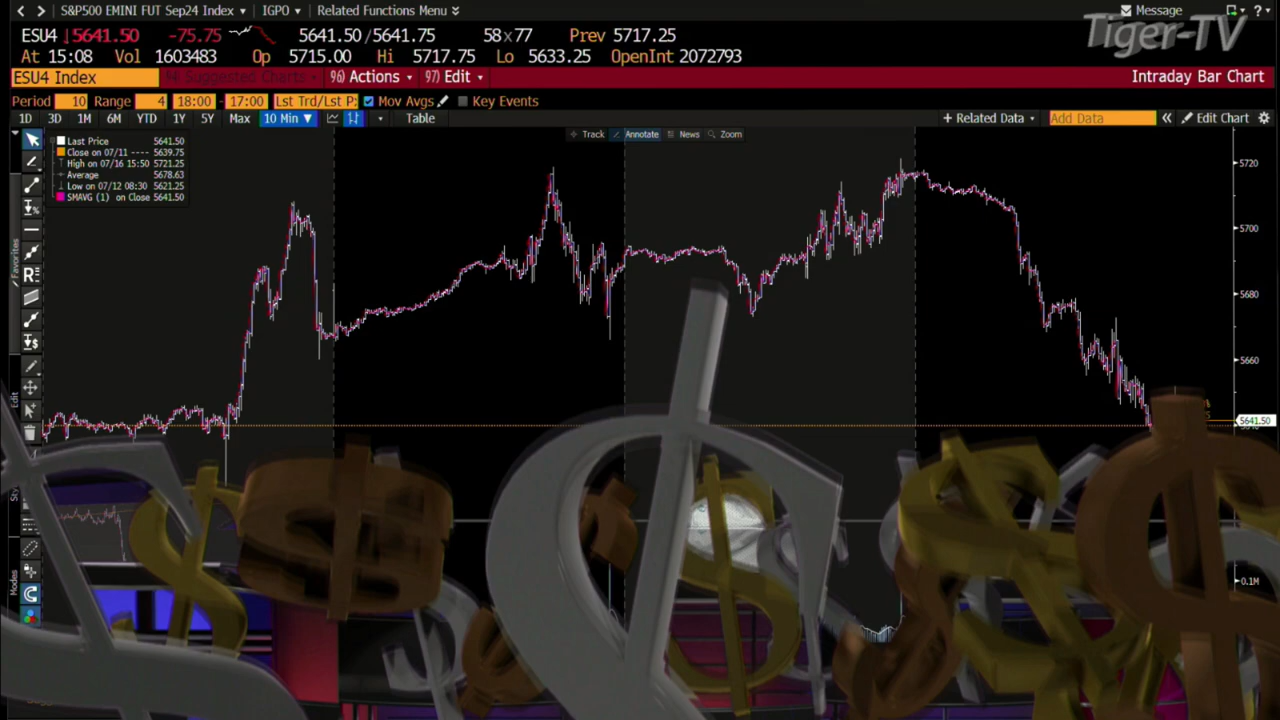 S&P500 EMINI FUT Sep24 Index ▾ IGPO ▾ Related Functions Menu Message ?
Tiger-TV
ESU4 ↓5641.50 -75.75 5641.50/5641.75 58×77 Prev 5717.25
At 15:08 Vol 1603483 Op 5715.00 Hi 5717.75 Lo 5633.25 OpenInt 2072793
ESU4 Index 94) Suggested Charts 96) Actions 97) Edit Intraday Bar Chart
Period 10 Range 4 18:00 - 17:00 Lst Trd/Lst P: Mov Avgs Key Events
1D 3D 1M 6M YTD 1Y 5Y Max 10 Min ▼ Table + Related Data Add Data « Edit Chart
Track Annotate News Zoom
Last Price 5641.50
Close on 07/11 ---- 5639.75
High on 07/16 15:50 5721.25
Average 5678.63
Low on 07/12 08:30 5621.25
SMAVG (1) on Close 5641.50
5720
5700
5680
5660
5641.50
0.1M
Favorites
Edit
Modes